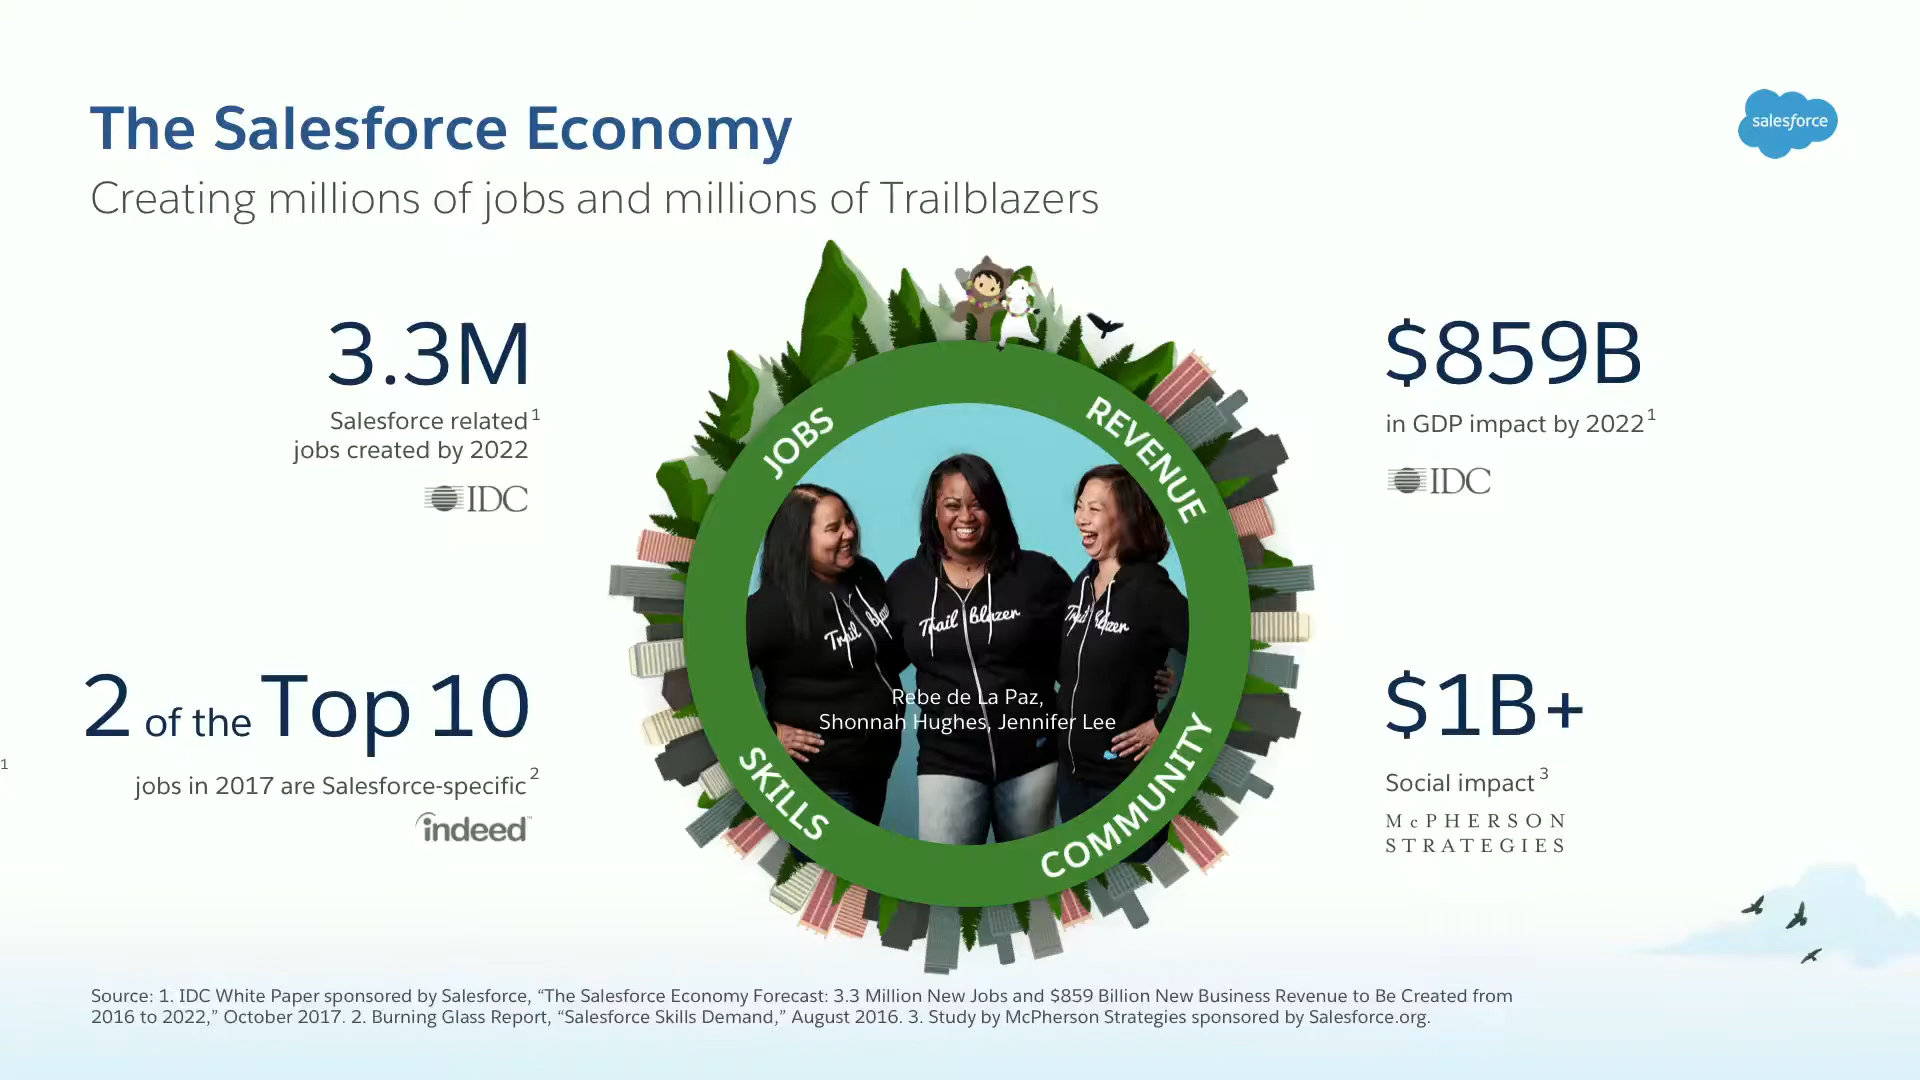 The Salesforce Economy
salesforce
Creating millions of jobs and millions of Trailblazers
3.3M
Salesforce related 1
jobs created by 2022
IDC
$859B
in GDP impact by 2022 1
IDC
JOBS
REVENUE
SKILLS
COMMUNITY
Trail blazer
Trail blazer
Trail blazer
Rebe de La Paz,
Shonnah Hughes, Jennifer Lee
2 of the Top 10
1
jobs in 2017 are Salesforce-specific 2
indeed™
$1B+
Social impact 3
McPHERSON
STRATEGIES
Source: 1. IDC White Paper sponsored by Salesforce, “The Salesforce Economy Forecast: 3.3 Million New Jobs and $859 Billion New Business Revenue to Be Created from
2016 to 2022,” October 2017. 2. Burning Glass Report, “Salesforce Skills Demand,” August 2016. 3. Study by McPherson Strategies sponsored by Salesforce.org.